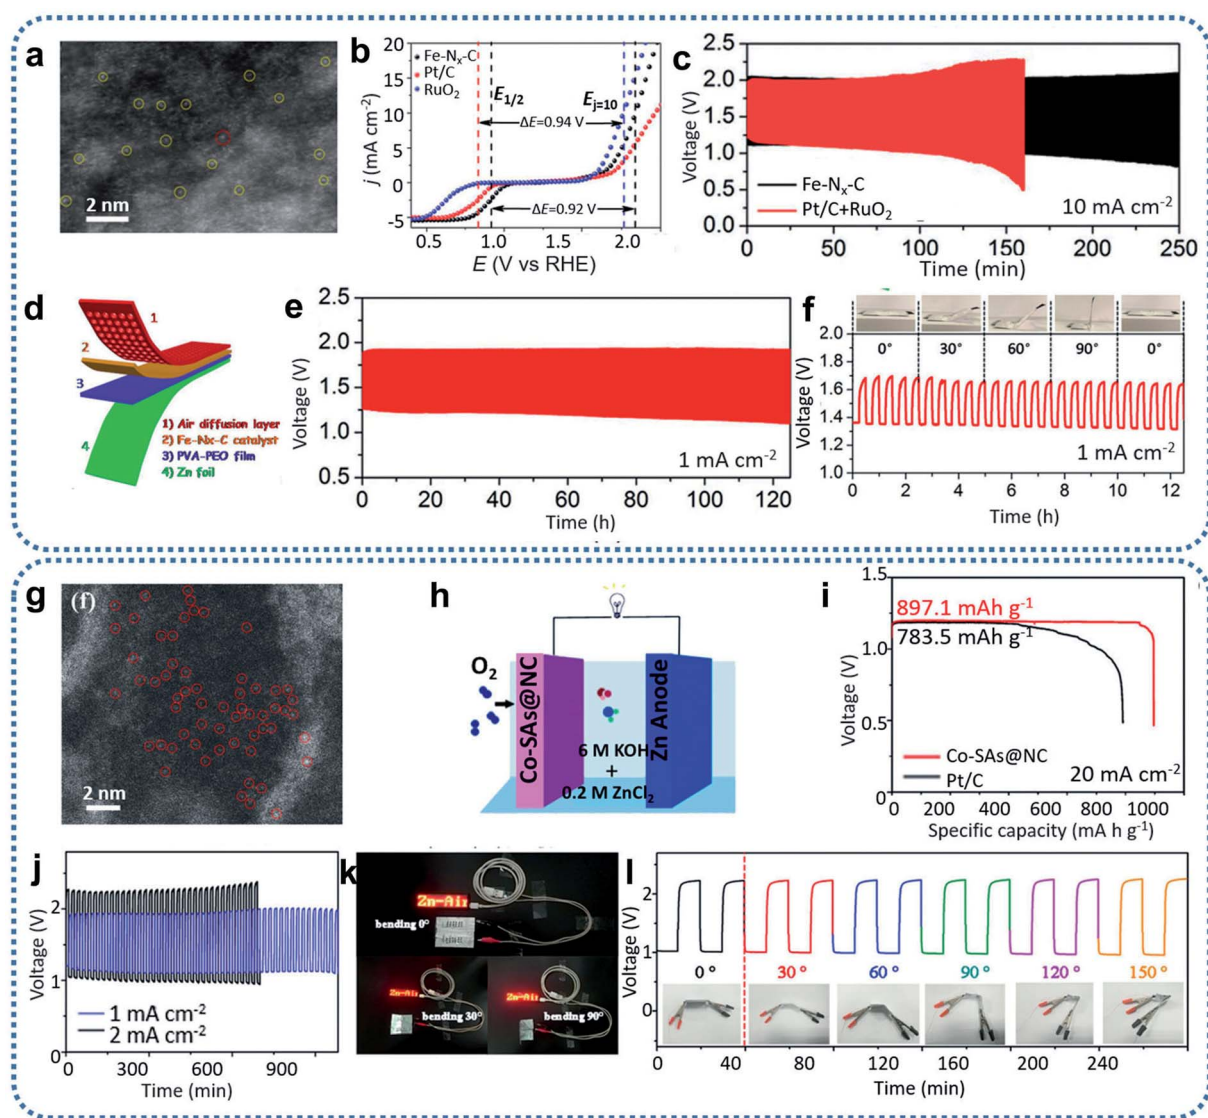 a
2 nm
b
20
15
10
5
0
-5
j (mA cm⁻²)
Fe-Nₓ-C
Pt/C
RuO₂
E₁/₂
Eⱼ₌₁₀
ΔE=0.94 V
ΔE=0.92 V
0.5 1.0 1.5 2.0
E (V vs RHE)
c
2.5
2.0
1.5
1.0
0.5
0.0
Voltage (V)
Fe-Nₓ-C
Pt/C+RuO₂
10 mA cm⁻²
0 50 100 150 200 250
Time (min)
d
1
2
3
4
1) Air diffusion layer
2) Fe-Nx-C catalyst
3) PVA-PEO film
4) Zn foil
e
2.5
2.0
1.5
1.0
0.5
Voltage (V)
1 mA cm⁻²
0 20 40 60 80 100 120
Time (h)
f
0° 30° 60° 90° 0°
2.0
1.8
1.6
1.4
1.2
1.0
Voltage (V)
1 mA cm⁻²
0 2 4 6 8 10 12
Time (h)
g
(f)
2 nm
h
O₂
Co-SAs@NC
Zn Anode
6 M KOH
+
0.2 M ZnCl₂
i
1.5
1.2
0.5
0
Voltage (V)
897.1 mAh g⁻¹
783.5 mAh g⁻¹
Co-SAs@NC
Pt/C
20 mA cm⁻²
0 200 400 600 800 1000
Specific capacity (mA h g⁻¹)
j
2
1
0
Voltage (V)
1 mA cm⁻²
2 mA cm⁻²
0 300 600 900
Time (min)
k
Zn-Air
bending 0°
Zn-Air
bending 30°
Zn-Air
bending 90°
l
2
1
0
Voltage (V)
0 ° 30 ° 60 ° 90 ° 120 ° 150 °
0 20 40 40 80 120 160 200 240
Time (min)